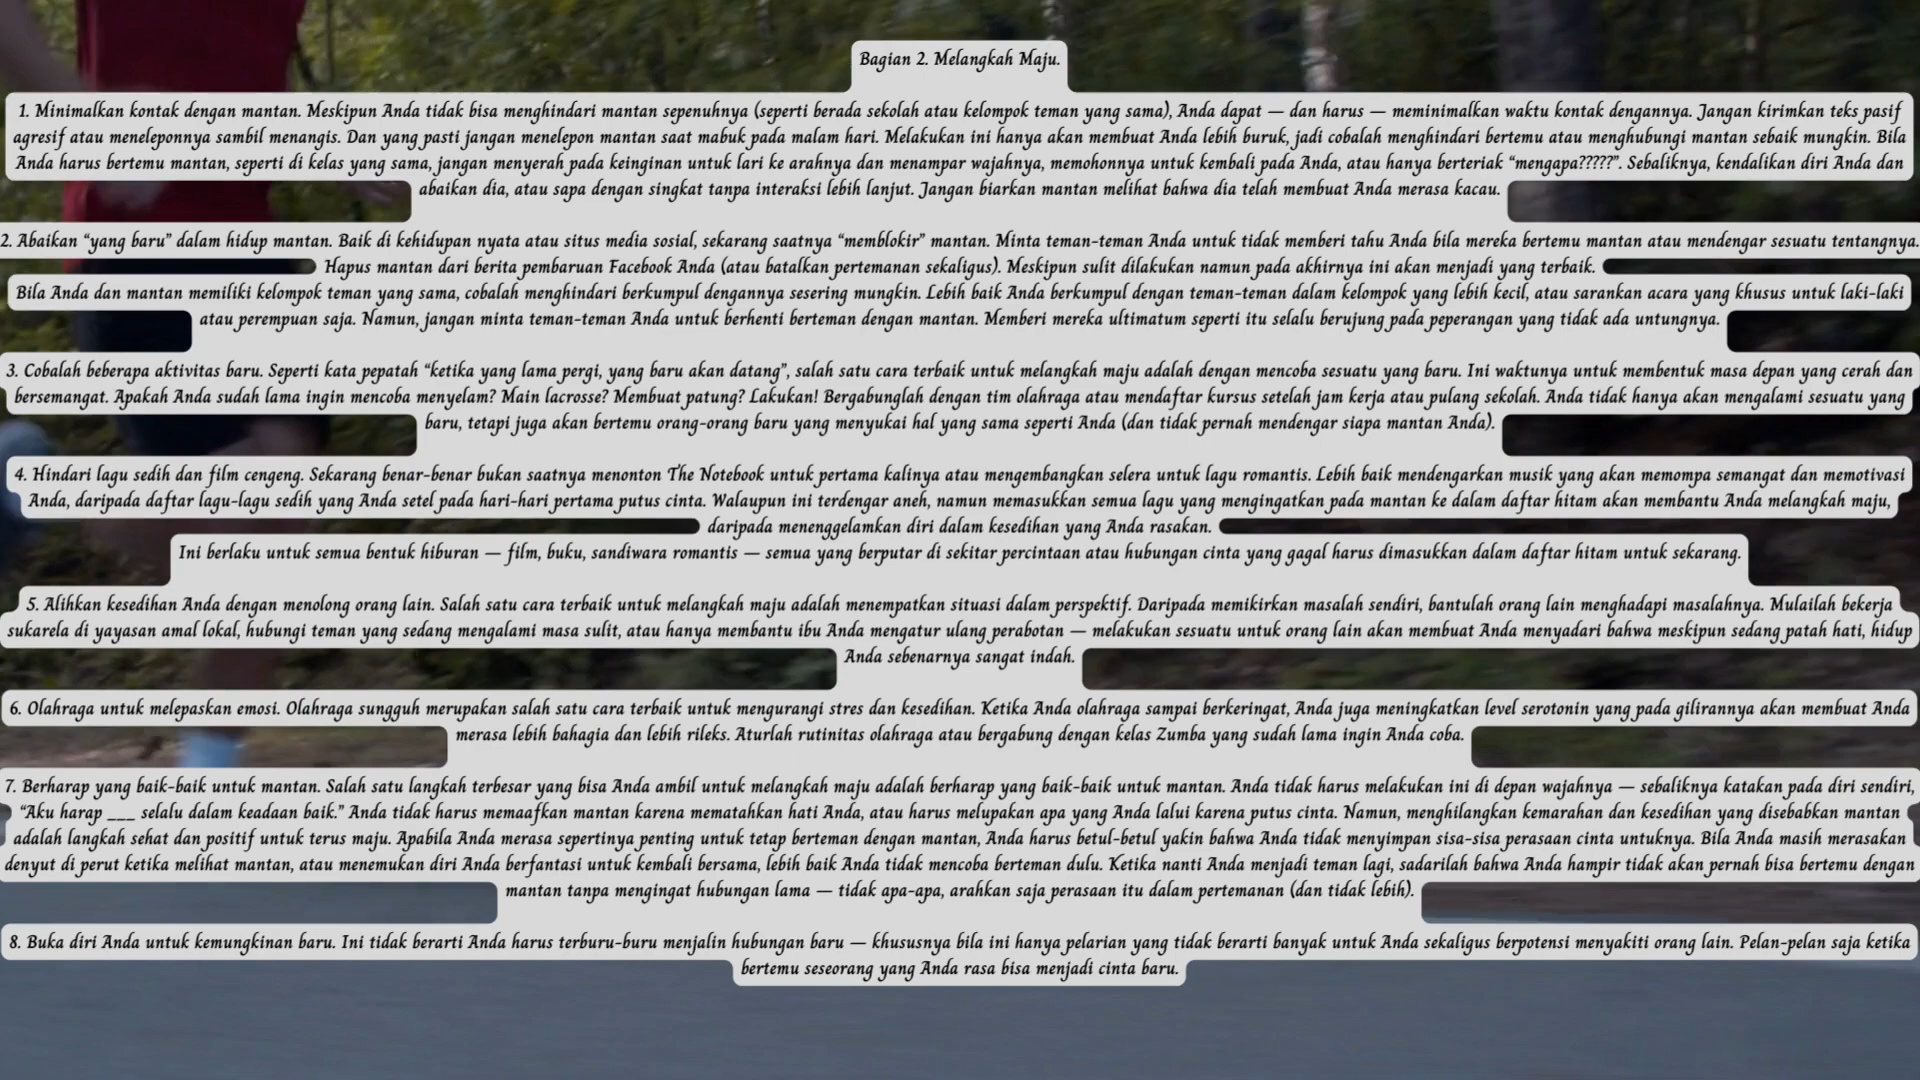 Bagian 2. Melangkah Maju.
1. Minimalkan kontak dengan mantan. Meskipun Anda tidak bisa menghindari mantan sepenuhnya (seperti berada sekolah atau kelompok teman yang sama), Anda dapat — dan harus — meminimalkan waktu kontak dengannya. Jangan kirimkan teks pasif
agresif atau meneleponnya sambil menangis. Dan yang pasti jangan menelepon mantan saat mabuk pada malam hari. Melakukan ini hanya akan membuat Anda lebih buruk, jadi cobalah menghindari bertemu atau menghubungi mantan sebaik mungkin. Bila
Anda harus bertemu mantan, seperti di kelas yang sama, jangan menyerah pada keinginan untuk lari ke arahnya dan menampar wajahnya, memohonnya untuk kembali pada Anda, atau hanya berteriak “mengapa?????”. Sebaliknya, kendalikan diri Anda dan
abaikan dia, atau sapa dengan singkat tanpa interaksi lebih lanjut. Jangan biarkan mantan melihat bahwa dia telah membuat Anda merasa kacau.
2. Abaikan “yang baru” dalam hidup mantan. Baik di kehidupan nyata atau situs media sosial, sekarang saatnya “memblokir” mantan. Minta teman-teman Anda untuk tidak memberi tahu Anda bila mereka bertemu mantan atau mendengar sesuatu tentangnya.
Hapus mantan dari berita pembaruan Facebook Anda (atau batalkan pertemanan sekaligus). Meskipun sulit dilakukan namun pada akhirnya ini akan menjadi yang terbaik.
Bila Anda dan mantan memiliki kelompok teman yang sama, cobalah menghindari berkumpul dengannya sesering mungkin. Lebih baik Anda berkumpul dengan teman-teman dalam kelompok yang lebih kecil, atau sarankan acara yang khusus untuk laki-laki
atau perempuan saja. Namun, jangan minta teman-teman Anda untuk berhenti berteman dengan mantan. Memberi mereka ultimatum seperti itu selalu berujung pada peperangan yang tidak ada untungnya.
3. Cobalah beberapa aktivitas baru. Seperti kata pepatah “ketika yang lama pergi, yang baru akan datang”, salah satu cara terbaik untuk melangkah maju adalah dengan mencoba sesuatu yang baru. Ini waktunya untuk membentuk masa depan yang cerah dan
bersemangat. Apakah Anda sudah lama ingin mencoba menyelam? Main lacrosse? Membuat patung? Lakukan! Bergabunglah dengan tim olahraga atau mendaftar kursus setelah jam kerja atau pulang sekolah. Anda tidak hanya akan mengalami sesuatu yang
baru, tetapi juga akan bertemu orang-orang baru yang menyukai hal yang sama seperti Anda (dan tidak pernah mendengar siapa mantan Anda).
4. Hindari lagu sedih dan film cengeng. Sekarang benar-benar bukan saatnya menonton The Notebook untuk pertama kalinya atau mengembangkan selera untuk lagu romantis. Lebih baik mendengarkan musik yang akan memompa semangat dan memotivasi
Anda, daripada daftar lagu-lagu sedih yang Anda setel pada hari-hari pertama putus cinta. Walaupun ini terdengar aneh, namun memasukkan semua lagu yang mengingatkan pada mantan ke dalam daftar hitam akan membantu Anda melangkah maju,
daripada menenggelamkan diri dalam kesedihan yang Anda rasakan.
Ini berlaku untuk semua bentuk hiburan — film, buku, sandiwara romantis — semua yang berputar di sekitar percintaan atau hubungan cinta yang gagal harus dimasukkan dalam daftar hitam untuk sekarang.
5. Alihkan kesedihan Anda dengan menolong orang lain. Salah satu cara terbaik untuk melangkah maju adalah menempatkan situasi dalam perspektif. Daripada memikirkan masalah sendiri, bantulah orang lain menghadapi masalahnya. Mulailah bekerja
sukarela di yayasan amal lokal, hubungi teman yang sedang mengalami masa sulit, atau hanya membantu ibu Anda mengatur ulang perabotan — melakukan sesuatu untuk orang lain akan membuat Anda menyadari bahwa meskipun sedang patah hati, hidup
Anda sebenarnya sangat indah.
6. Olahraga untuk melepaskan emosi. Olahraga sungguh merupakan salah satu cara terbaik untuk mengurangi stres dan kesedihan. Ketika Anda olahraga sampai berkeringat, Anda juga meningkatkan level serotonin yang pada gilirannya akan membuat Anda
merasa lebih bahagia dan lebih rileks. Aturlah rutinitas olahraga atau bergabung dengan kelas Zumba yang sudah lama ingin Anda coba.
7. Berharap yang baik-baik untuk mantan. Salah satu langkah terbesar yang bisa Anda ambil untuk melangkah maju adalah berharap yang baik-baik untuk mantan. Anda tidak harus melakukan ini di depan wajahnya — sebaliknya katakan pada diri sendiri,
“Aku harap ___ selalu dalam keadaan baik.” Anda tidak harus memaafkan mantan karena mematahkan hati Anda, atau harus melupakan apa yang Anda lalui karena putus cinta. Namun, menghilangkan kemarahan dan kesedihan yang disebabkan mantan
adalah langkah sehat dan positif untuk terus maju. Apabila Anda merasa sepertinya penting untuk tetap berteman dengan mantan, Anda harus betul-betul yakin bahwa Anda tidak menyimpan sisa-sisa perasaan cinta untuknya. Bila Anda masih merasakan
denyut di perut ketika melihat mantan, atau menemukan diri Anda berfantasi untuk kembali bersama, lebih baik Anda tidak mencoba berteman dulu. Ketika nanti Anda menjadi teman lagi, sadarilah bahwa Anda hampir tidak akan pernah bisa bertemu dengan
mantan tanpa mengingat hubungan lama — tidak apa-apa, arahkan saja perasaan itu dalam pertemanan (dan tidak lebih).
8. Buka diri Anda untuk kemungkinan baru. Ini tidak berarti Anda harus terburu-buru menjalin hubungan baru — khususnya bila ini hanya pelarian yang tidak berarti banyak untuk Anda sekaligus berpotensi menyakiti orang lain. Pelan-pelan saja ketika
bertemu seseorang yang Anda rasa bisa menjadi cinta baru.